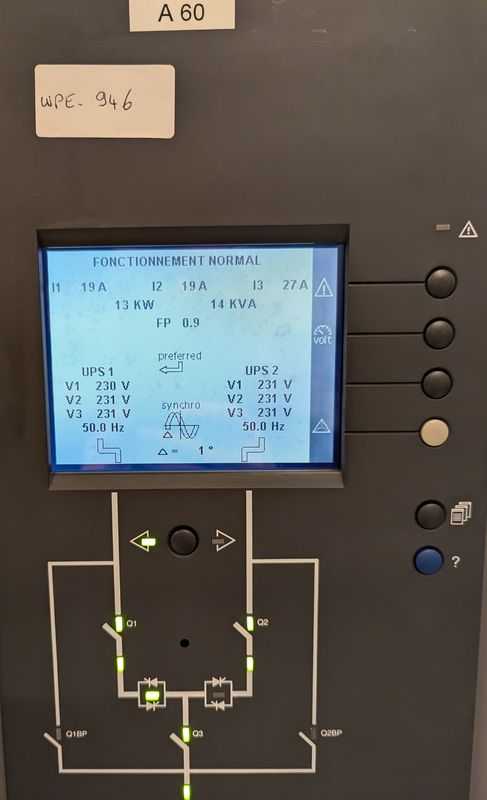 A 60
WPE- 946
FONCTIONNEMENT NORMAL
I1 19 A I2 19 A I3 27 A
13 KW 14 KVA
FP 0.9
volt
preferred
UPS 1 UPS 2
V1 230 V V1 231 V
V2 231 V V2 231 V
V3 231 V V3 231 V
synchro
50.0 Hz 50.0 Hz
Δ = 1 °
?
Q1 Q2
Q1BP Q3 Q2BP